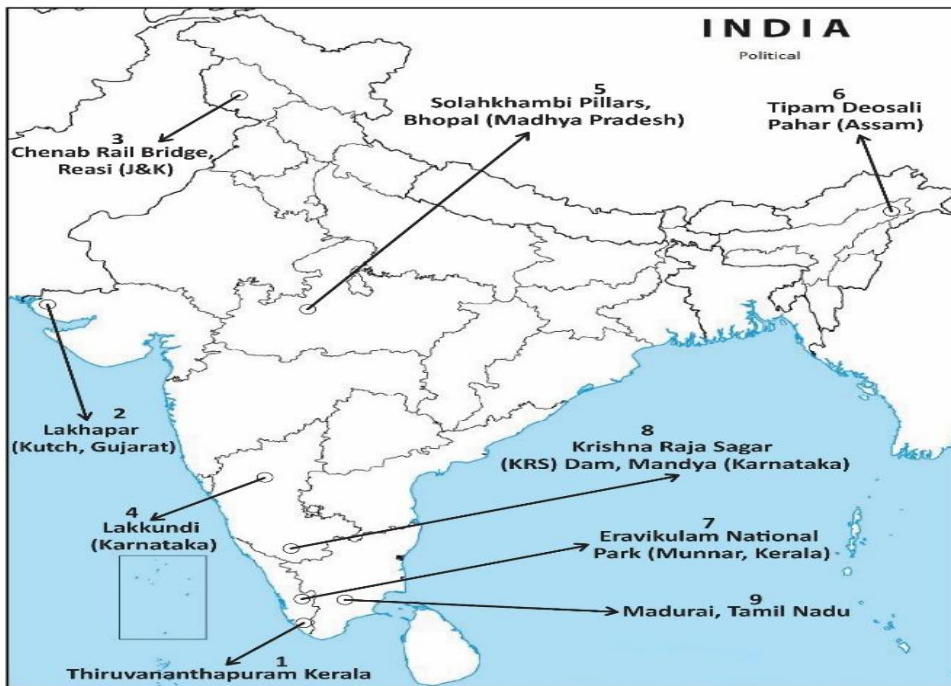 INDIA
Political
5
Solahkhambi Pillars,
Bhopal (Madhya Pradesh)
6
Tipam Deosali
Pahar (Assam)
3
Chenab Rail Bridge,
Reasi (J&K)
2
Lakhapar
(Kutch, Gujarat)
8
Krishna Raja Sagar
(KRS) Dam, Mandya (Karnataka)
4
Lakkundi
(Karnataka)
7
Eravikulam National
Park (Munnar, Kerala)
9
Madurai, Tamil Nadu
1
Thiruvananthapuram Kerala